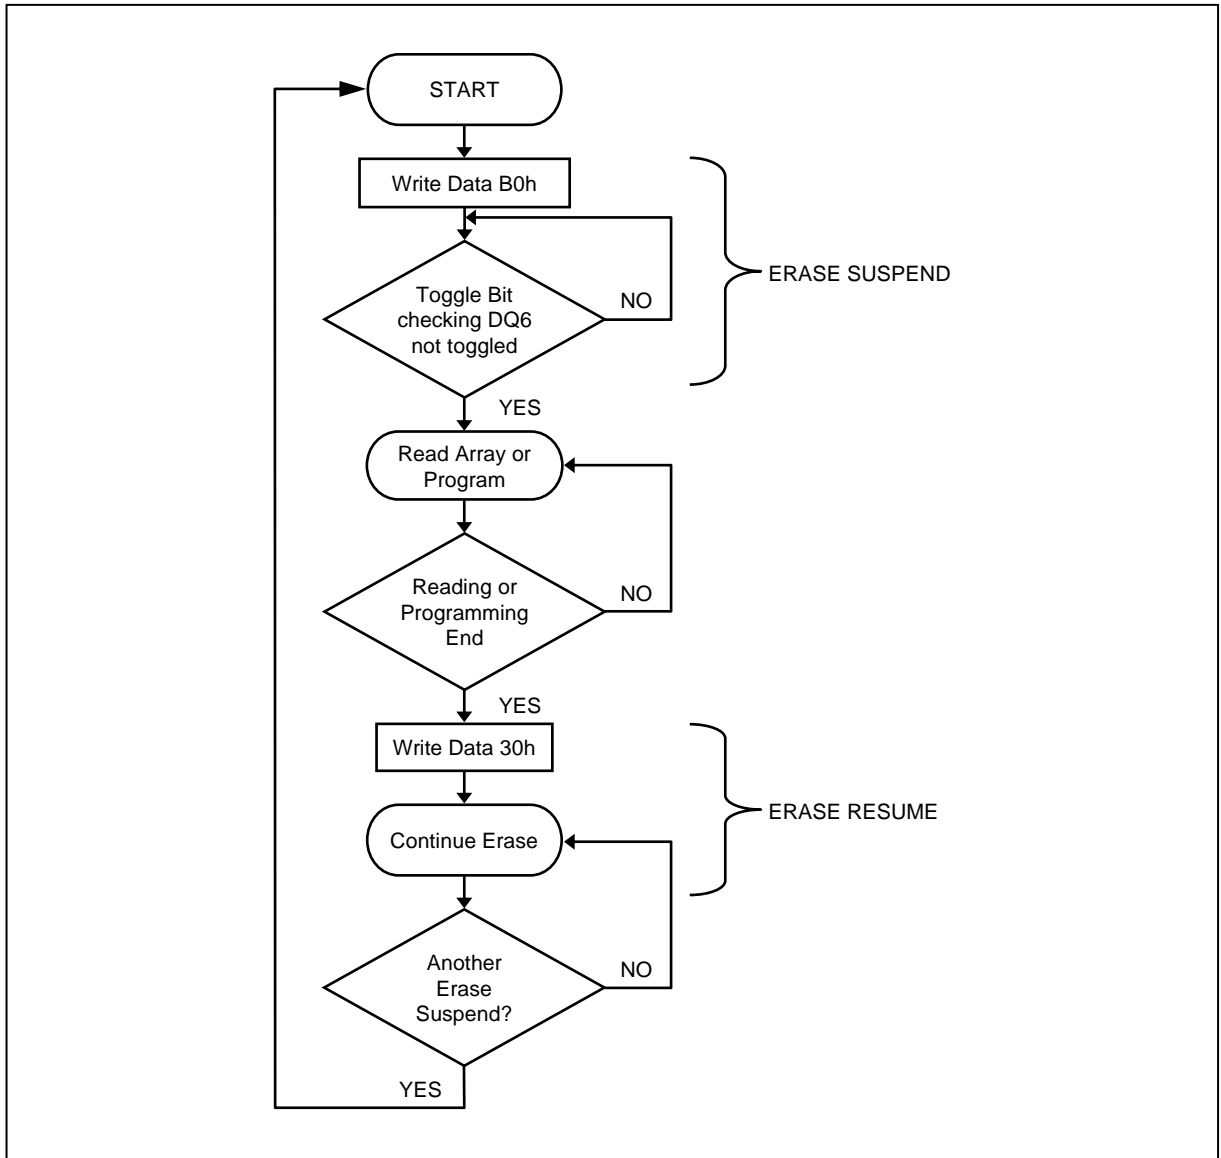 START
Write Data B0h
ERASE SUSPEND
Toggle Bit
checking DQ6
not toggled
NO
YES
Read Array or
Program
Reading or
Programming
End
NO
YES
Write Data 30h
ERASE RESUME
Continue Erase
Another
Erase
Suspend?
NO
YES